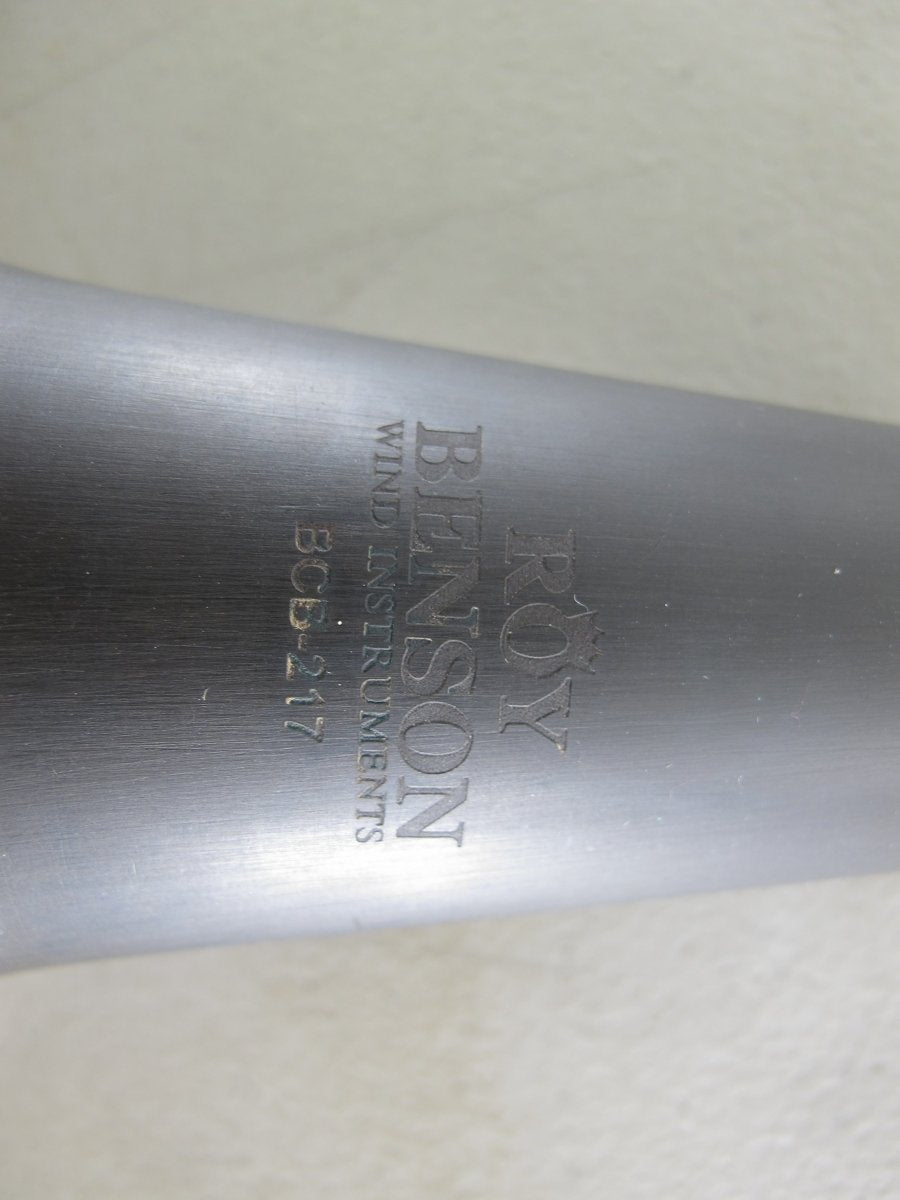 ROY
BENSON
WIND INSTRUMENTS
BCB-217